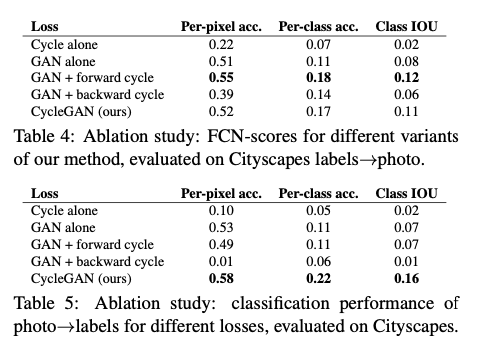 Loss Per-pixel acc. Per-class acc. Class IOU
Cycle alone 0.22 0.07 0.02
GAN alone 0.51 0.11 0.08
GAN + forward cycle 0.55 0.18 0.12
GAN + backward cycle 0.39 0.14 0.06
CycleGAN (ours) 0.52 0.17 0.11
Table 4: Ablation study: FCN-scores for different variants
of our method, evaluated on Cityscapes labels→photo.
Loss Per-pixel acc. Per-class acc. Class IOU
Cycle alone 0.10 0.05 0.02
GAN alone 0.53 0.11 0.07
GAN + forward cycle 0.49 0.11 0.07
GAN + backward cycle 0.01 0.06 0.01
CycleGAN (ours) 0.58 0.22 0.16
Table 5: Ablation study: classification performance of
photo→labels for different losses, evaluated on Cityscapes.